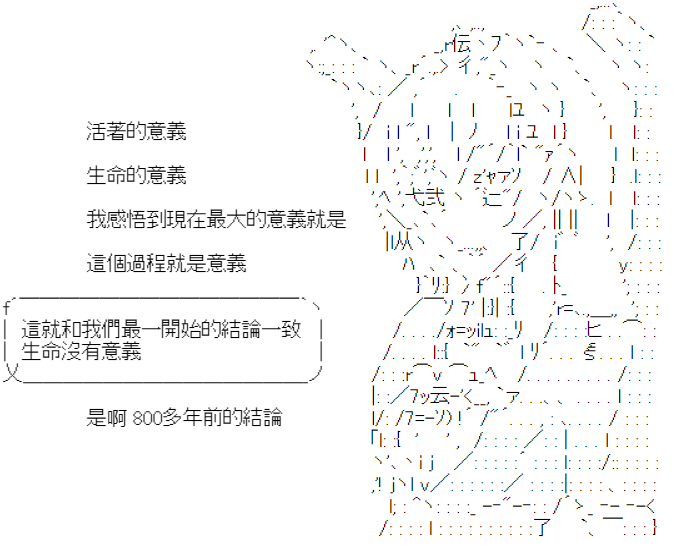 活著的意義
生命的意義
我感悟到現在最大的意義就是
這個過程就是意義
這就和我們最一開始的結論一致
生命沒有意義
是啊 800多年前的結論